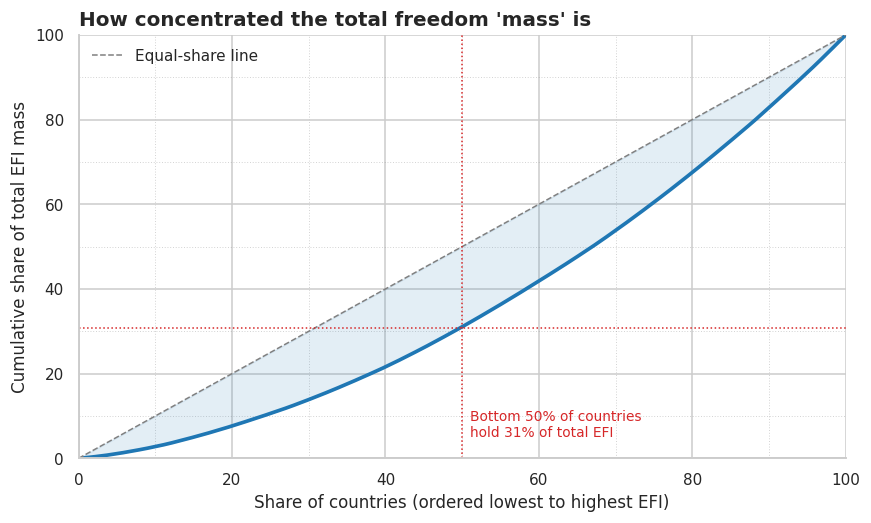 How concentrated the total freedom 'mass' is
Equal-share line
Cumulative share of total EFI mass
100
80
60
40
20
0
Bottom 50% of countries
hold 31% of total EFI
0 20 40 60 80 100
Share of countries (ordered lowest to highest EFI)